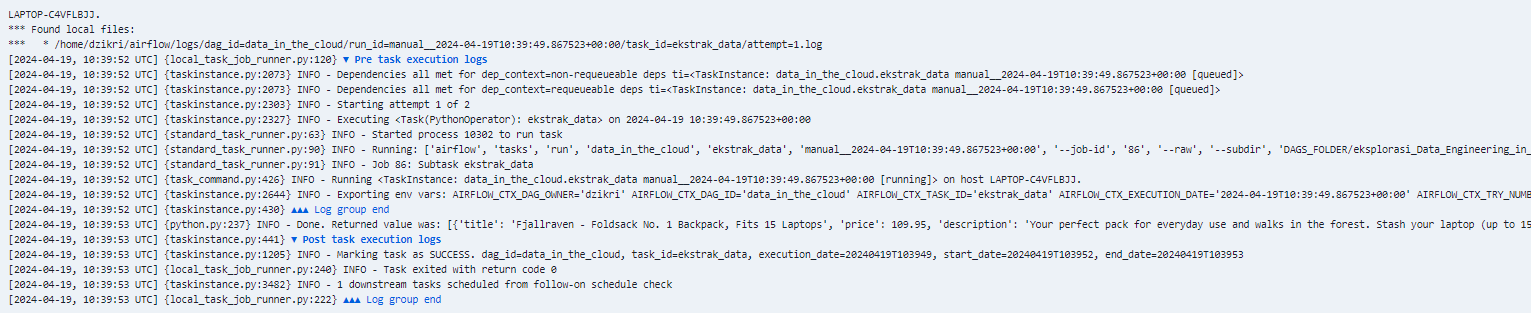 LAPTOP-C4VFLBJJ.
*** Found local files:
***   * /home/dzikri/airflow/logs/dag_id=data_in_the_cloud/run_id=manual__2024-04-19T10:39:49.867523+00:00/task_id=ekstrak_data/attempt=1.log
[2024-04-19, 10:39:52 UTC] {local_task_job_runner.py:120} ▼ Pre task execution logs
[2024-04-19, 10:39:52 UTC] {taskinstance.py:2073} INFO - Dependencies all met for dep_context=non-requeueable deps ti=<TaskInstance: data_in_the_cloud.ekstrak_data manual__2024-04-19T10:39:49.867523+00:00 [queued]>
[2024-04-19, 10:39:52 UTC] {taskinstance.py:2073} INFO - Dependencies all met for dep_context=requeueable deps ti=<TaskInstance: data_in_the_cloud.ekstrak_data manual__2024-04-19T10:39:49.867523+00:00 [queued]>
[2024-04-19, 10:39:52 UTC] {taskinstance.py:2303} INFO - Starting attempt 1 of 2
[2024-04-19, 10:39:52 UTC] {taskinstance.py:2327} INFO - Executing <Task(PythonOperator): ekstrak_data> on 2024-04-19 10:39:49.867523+00:00
[2024-04-19, 10:39:52 UTC] {standard_task_runner.py:63} INFO - Started process 10302 to run task
[2024-04-19, 10:39:52 UTC] {standard_task_runner.py:90} INFO - Running: ['airflow', 'tasks', 'run', 'data_in_the_cloud', 'ekstrak_data', 'manual__2024-04-19T10:39:49.867523+00:00', '--job-id', '86', '--raw', '--subdir', 'DAGS_FOLDER/eksplorasi_Data_Engineering_in_
[2024-04-19, 10:39:52 UTC] {standard_task_runner.py:91} INFO - Job 86: Subtask ekstrak_data
[2024-04-19, 10:39:52 UTC] {task_command.py:426} INFO - Running <TaskInstance: data_in_the_cloud.ekstrak_data manual__2024-04-19T10:39:49.867523+00:00 [running]> on host LAPTOP-C4VFLBJJ.
[2024-04-19, 10:39:52 UTC] {taskinstance.py:2644} INFO - Exporting env vars: AIRFLOW_CTX_DAG_OWNER='dzikri' AIRFLOW_CTX_DAG_ID='data_in_the_cloud' AIRFLOW_CTX_TASK_ID='ekstrak_data' AIRFLOW_CTX_EXECUTION_DATE='2024-04-19T10:39:49.867523+00:00' AIRFLOW_CTX_TRY_NUMB
[2024-04-19, 10:39:52 UTC] {taskinstance.py:430} ▲▲▲ Log group end
[2024-04-19, 10:39:53 UTC] {python.py:237} INFO - Done. Returned value was: [{'title': 'Fjallraven - Foldsack No. 1 Backpack, Fits 15 Laptops', 'price': 109.95, 'description': 'Your perfect pack for everyday use and walks in the forest. Stash your laptop (up to 15
[2024-04-19, 10:39:53 UTC] {taskinstance.py:441} ▼ Post task execution logs
[2024-04-19, 10:39:53 UTC] {taskinstance.py:1205} INFO - Marking task as SUCCESS. dag_id=data_in_the_cloud, task_id=ekstrak_data, execution_date=20240419T103949, start_date=20240419T103952, end_date=20240419T103953
[2024-04-19, 10:39:53 UTC] {local_task_job_runner.py:240} INFO - Task exited with return code 0
[2024-04-19, 10:39:53 UTC] {taskinstance.py:3482} INFO - 1 downstream tasks scheduled from follow-on schedule check
[2024-04-19, 10:39:53 UTC] {local_task_job_runner.py:222} ▲▲▲ Log group end